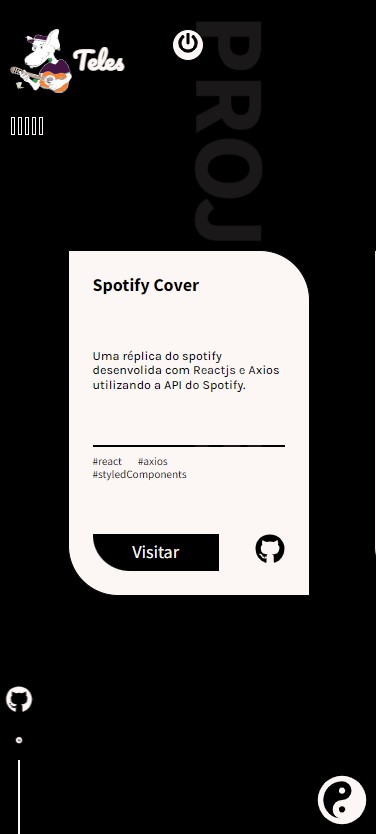 Teles
PROJ
Spotify Cover
Uma réplica do spotify
desenvolida com Reactjs e Axios
utilizando a API do Spotify.
#react #axios
#styledComponents
Visitar